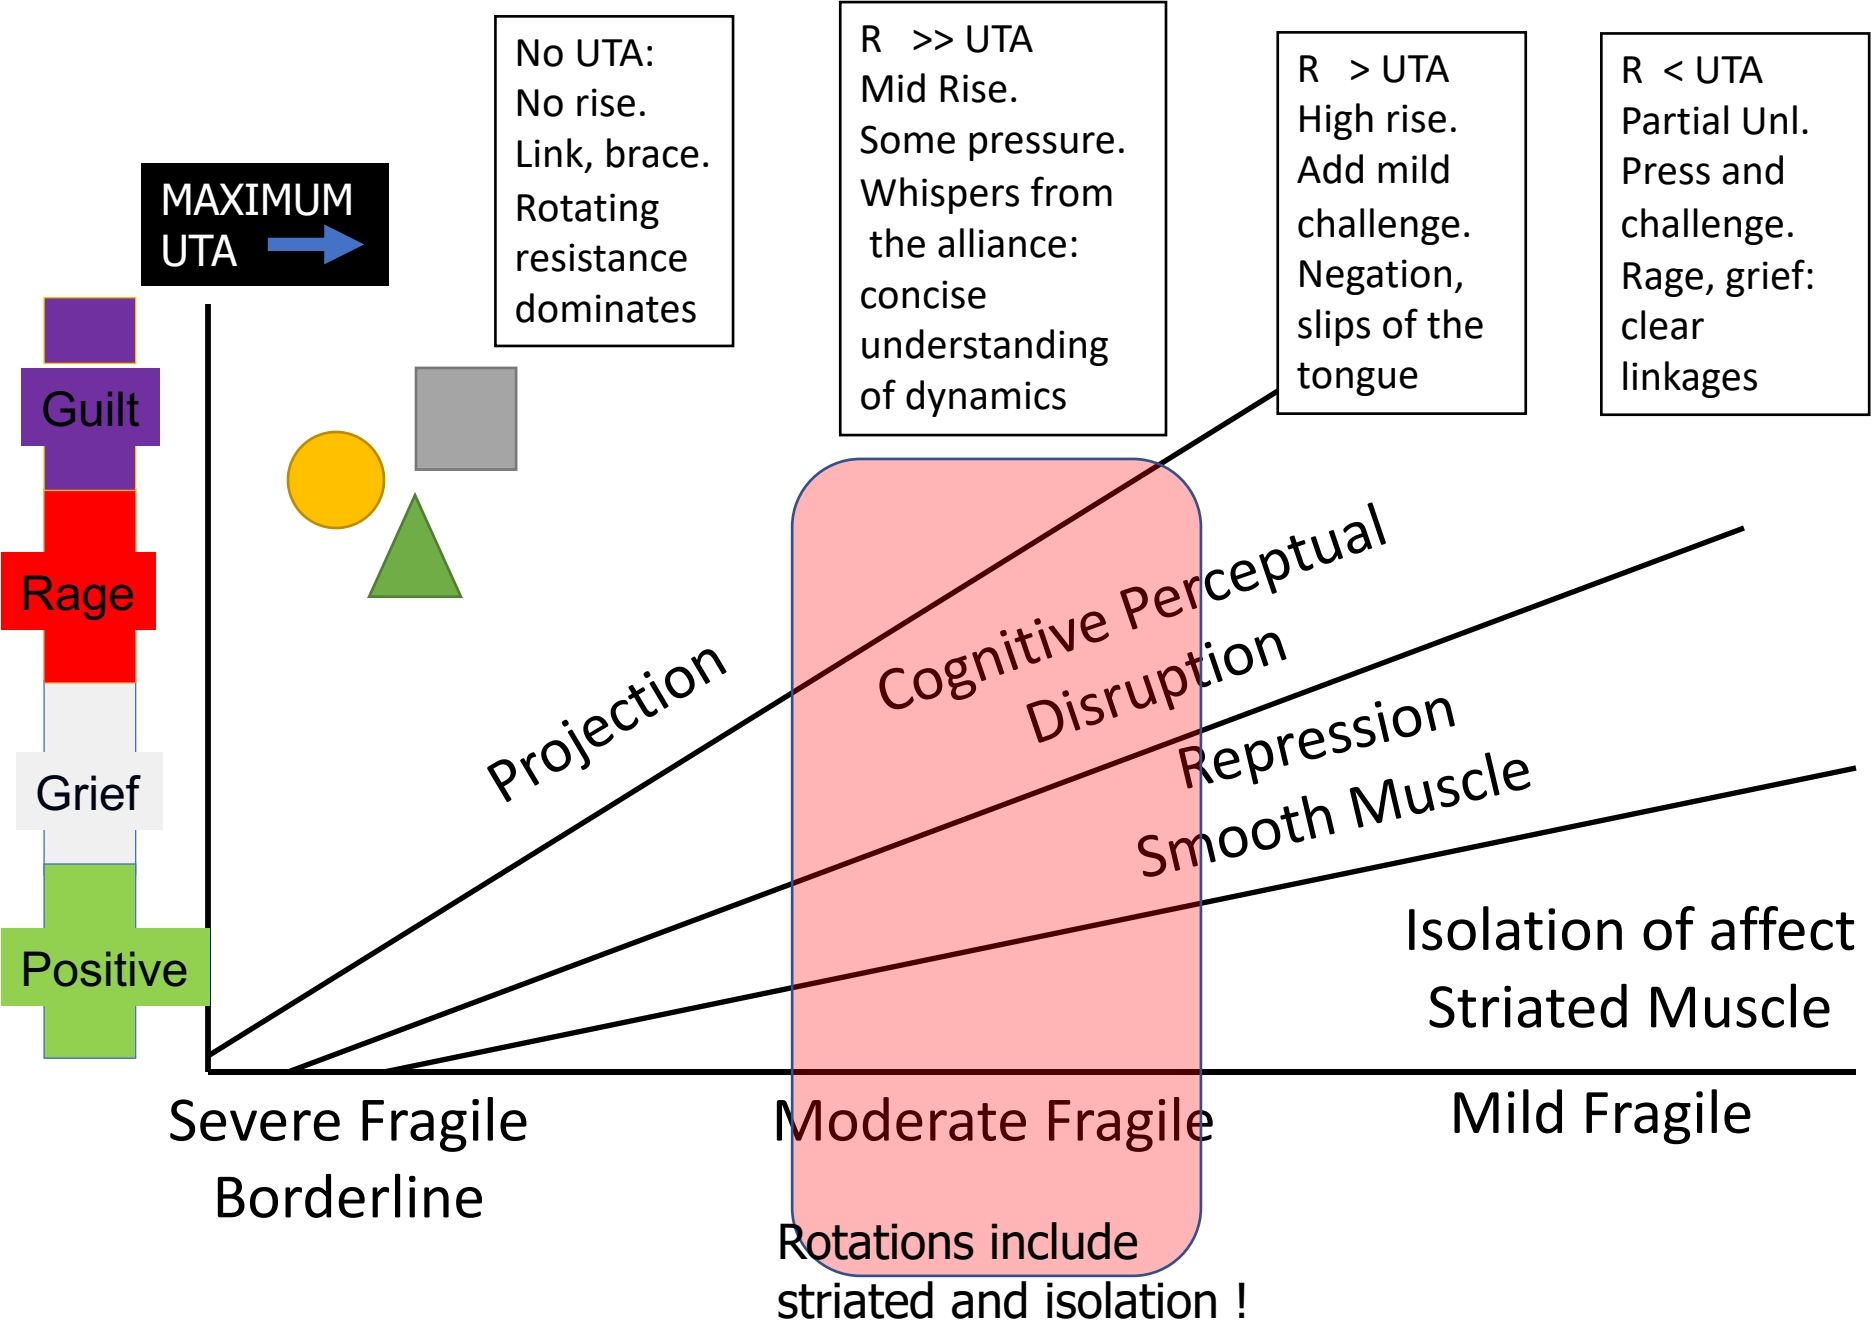 No UTA:
No rise.
Link, brace.
Rotating
resistance
dominates
R >> UTA
Mid Rise.
Some pressure.
Whispers from
the alliance:
concise
understanding
of dynamics
R > UTA
High rise.
Add mild
challenge.
Negation,
slips of the
tongue
R < UTA
Partial Unl.
Press and
challenge.
Rage, grief:
clear
linkages
MAXIMUM
UTA
Guilt
Rage
Grief
Positive
Projection
Cognitive Perceptual
Disruption
Repression
Smooth Muscle
Isolation of affect
Striated Muscle
Severe Fragile
Borderline
Moderate Fragile
Mild Fragile
Rotations include
striated and isolation !